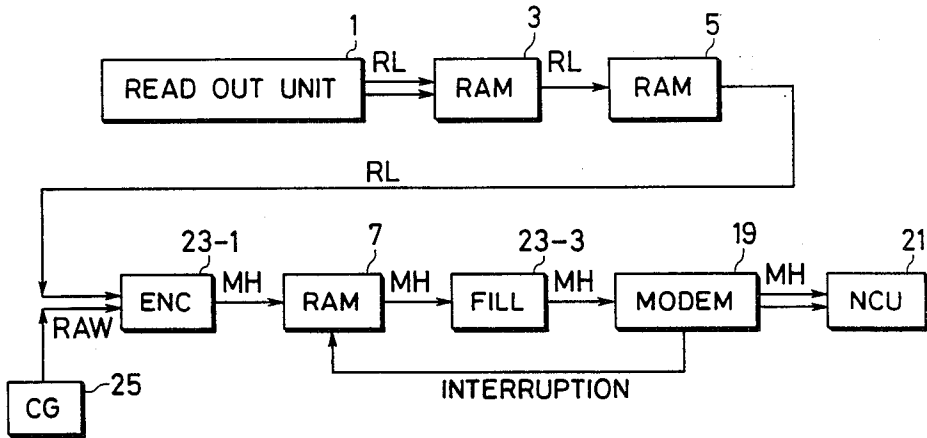 1 RL 3 RL 5
READ OUT UNIT RAM RAM
RL
23-1 MH 7 MH 23-3 MH 19 MH 21
ENC RAM FILL MODEM NCU
RAW
INTERRUPTION
25
CG